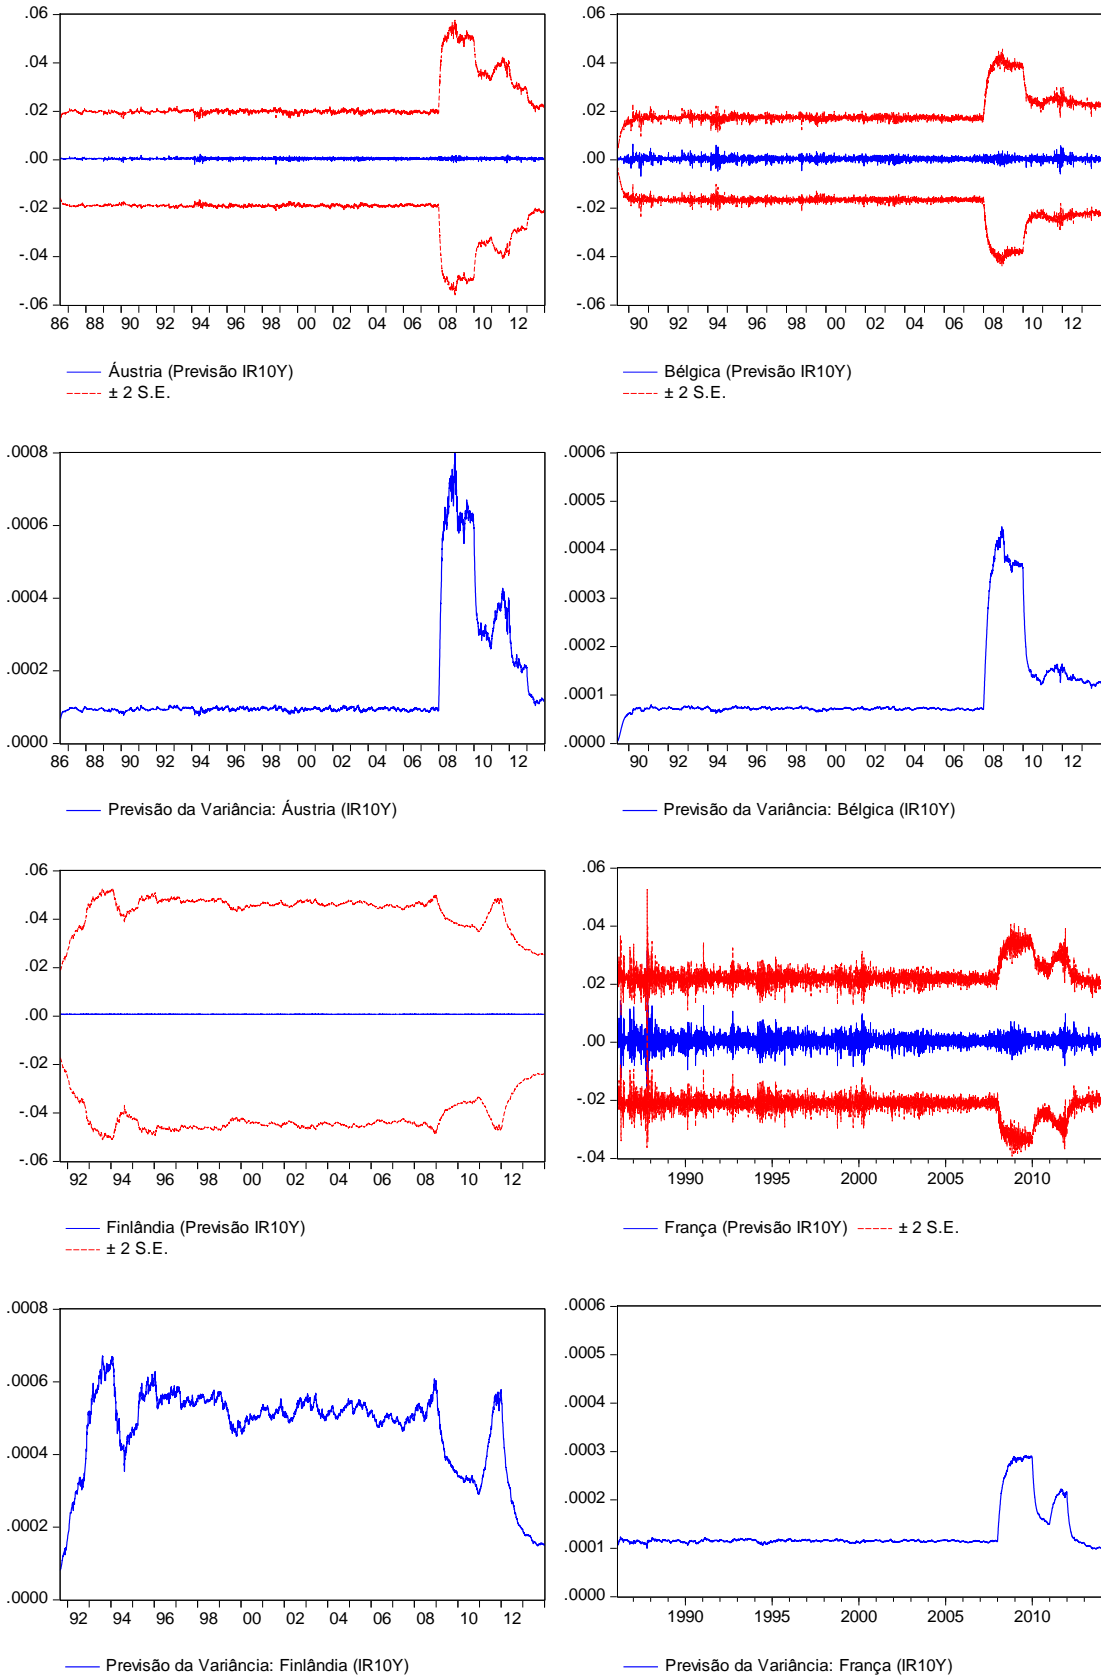 .06
.04
.02
.00
-.02
-.04
-.06
86 88 90 92 94 96 98 00 02 04 06 08 10 12
Áustria (Previsão IR10Y)
± 2 S.E.
.06
.04
.02
.00
-.02
-.04
-.06
90 92 94 96 98 00 02 04 06 08 10 12
Bélgica (Previsão IR10Y)
± 2 S.E.
.0008
.0006
.0004
.0002
.0000
86 88 90 92 94 96 98 00 02 04 06 08 10 12
Previsão da Variância: Áustria (IR10Y)
.0006
.0005
.0004
.0003
.0002
.0001
.0000
90 92 94 96 98 00 02 04 06 08 10 12
Previsão da Variância: Bélgica (IR10Y)
.06
.04
.02
.00
-.02
-.04
-.06
92 94 96 98 00 02 04 06 08 10 12
Finlândia (Previsão IR10Y)
± 2 S.E.
.06
.04
.02
.00
-.02
-.04
1990 1995 2000 2005 2010
França (Previsão IR10Y) ± 2 S.E.
.0008
.0006
.0004
.0002
.0000
92 94 96 98 00 02 04 06 08 10 12
Previsão da Variância: Finlândia (IR10Y)
.0006
.0005
.0004
.0003
.0002
.0001
.0000
1990 1995 2000 2005 2010
Previsão da Variância: França (IR10Y)